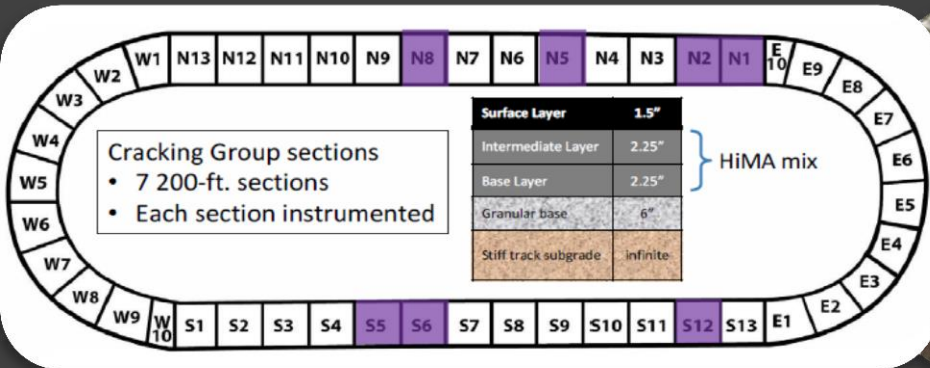 W1 N13 N12 N11 N10 N9 N8 N7 N6 N5 N4 N3 N2 N1 E 10 E9
W2
E8
W3
E7
W4
E6
W5
E5
W6
E4
W7
E3
W8
E2
W9 W 10 S1 S2 S3 S4 S5 S6 S7 S8 S9 S10 S11 S12 S13 E1
Cracking Group sections
• 7 200-ft. sections
• Each section instrumented
Surface Layer 1.5"
Intermediate Layer 2.25"
Base Layer 2.25"
Granular base 6"
Stiff track subgrade infinite
HiMA mix